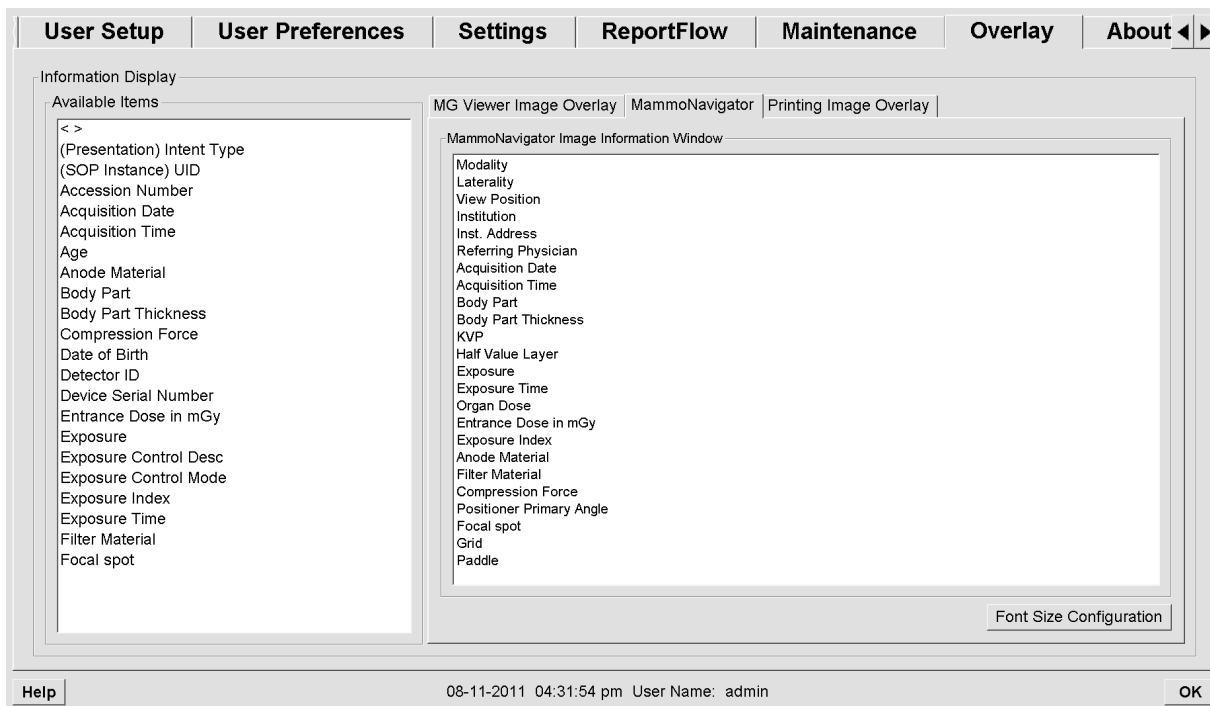 User Setup User Preferences Settings ReportFlow Maintenance Overlay About
Information Display
Available Items
< >
(Presentation) Intent Type
(SOP Instance) UID
Accession Number
Acquisition Date
Acquisition Time
Age
Anode Material
Body Part
Body Part Thickness
Compression Force
Date of Birth
Detector ID
Device Serial Number
Entrance Dose in mGy
Exposure
Exposure Control Desc
Exposure Control Mode
Exposure Index
Exposure Time
Filter Material
Focal spot
MG Viewer Image Overlay MammoNavigator Printing Image Overlay
MammoNavigator Image Information Window
Modality
Laterality
View Position
Institution
Inst. Address
Referring Physician
Acquisition Date
Acquisition Time
Body Part
Body Part Thickness
KVP
Half Value Layer
Exposure
Exposure Time
Organ Dose
Entrance Dose in mGy
Exposure Index
Anode Material
Filter Material
Compression Force
Positioner Primary Angle
Focal spot
Grid
Paddle
Font Size Configuration
Help 08-11-2011 04:31:54 pm User Name: admin OK